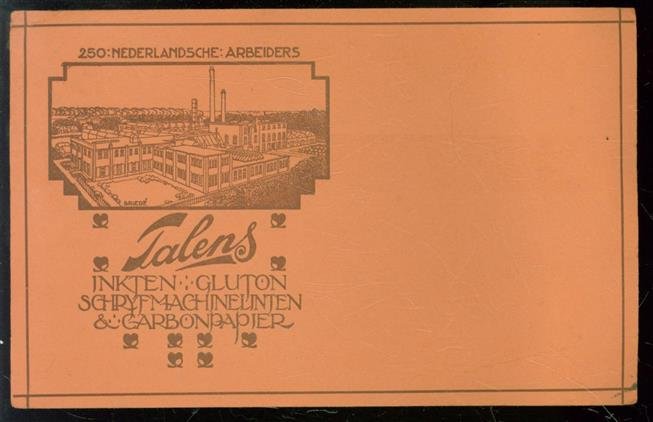 250:NEDERLANDSCHE:ARBEIDERS
Talens
INKTEN GLUTON
SCHRYFMACHINELINTEN
& CARBONPAPIER